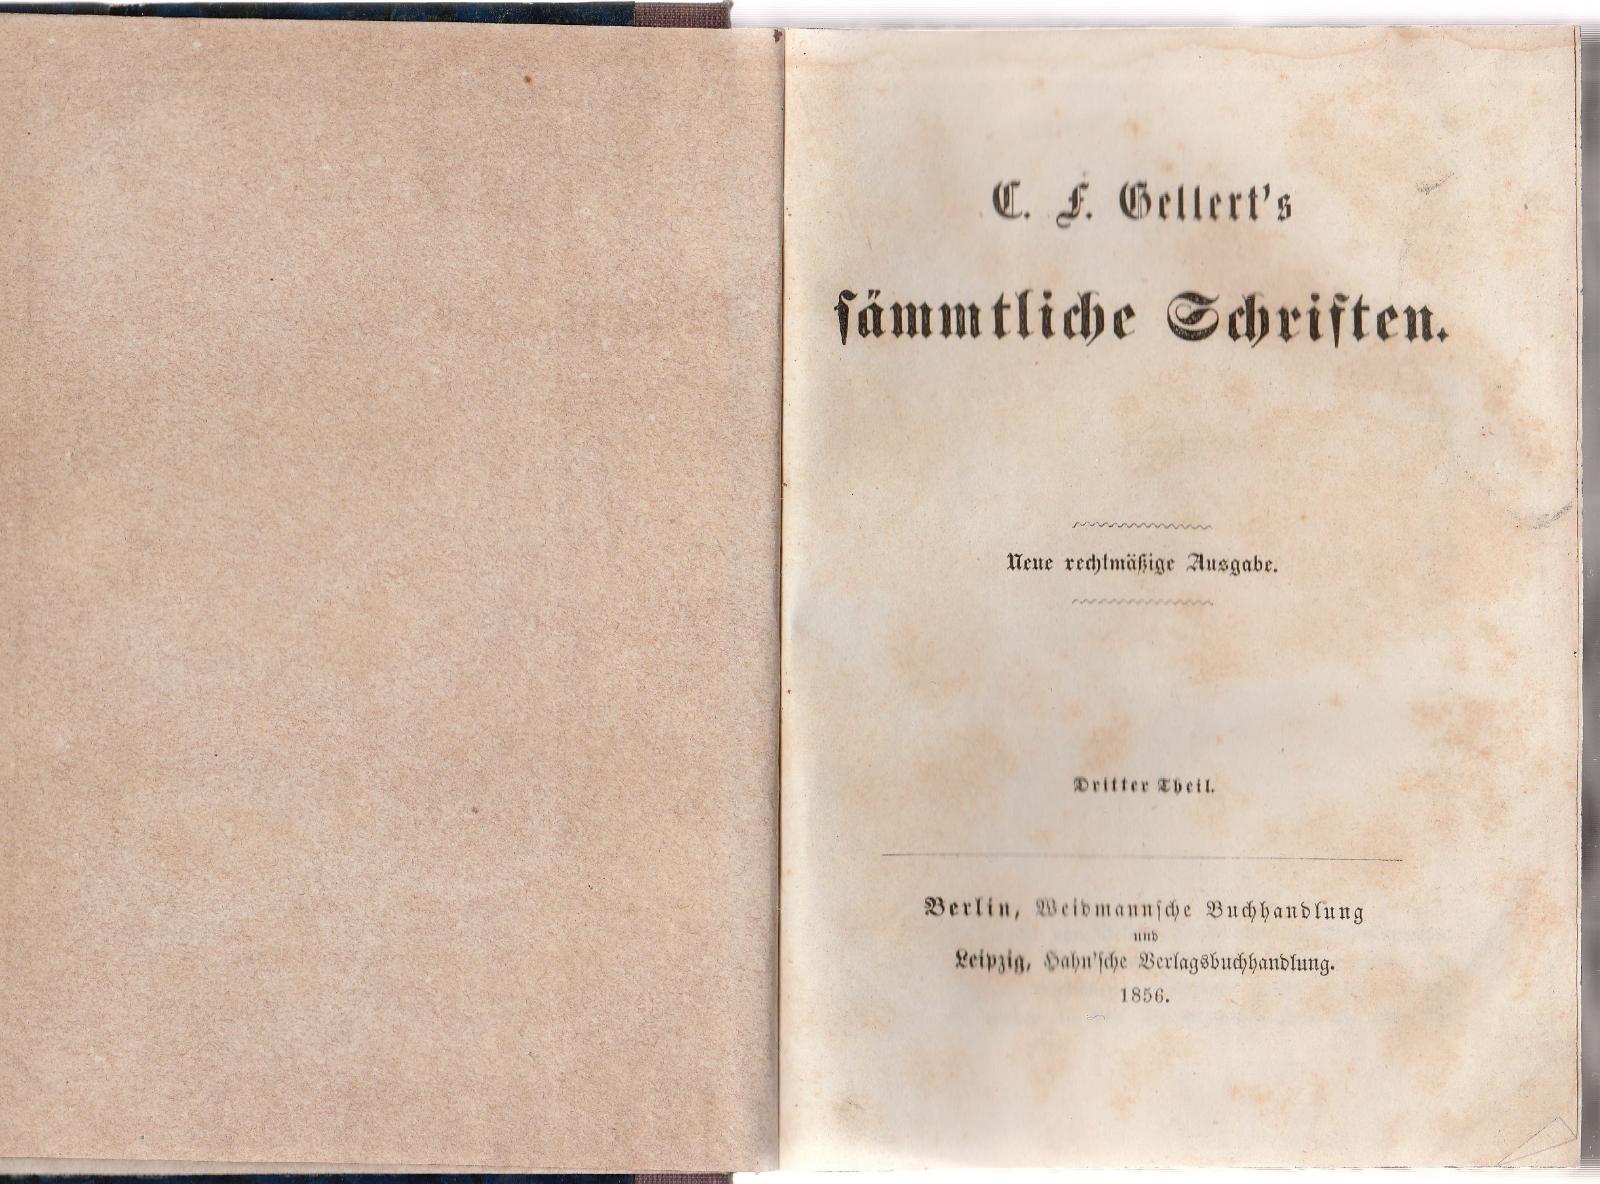 C. F. Gellert's
sämmtliche Schriften.
Neue rechtmäßige Ausgabe.
Dritter Theil.
Berlin, Weidmannsche Buchhandlung
und
Leipzig, Hahn'sche Verlagsbuchhandlung.
1856.